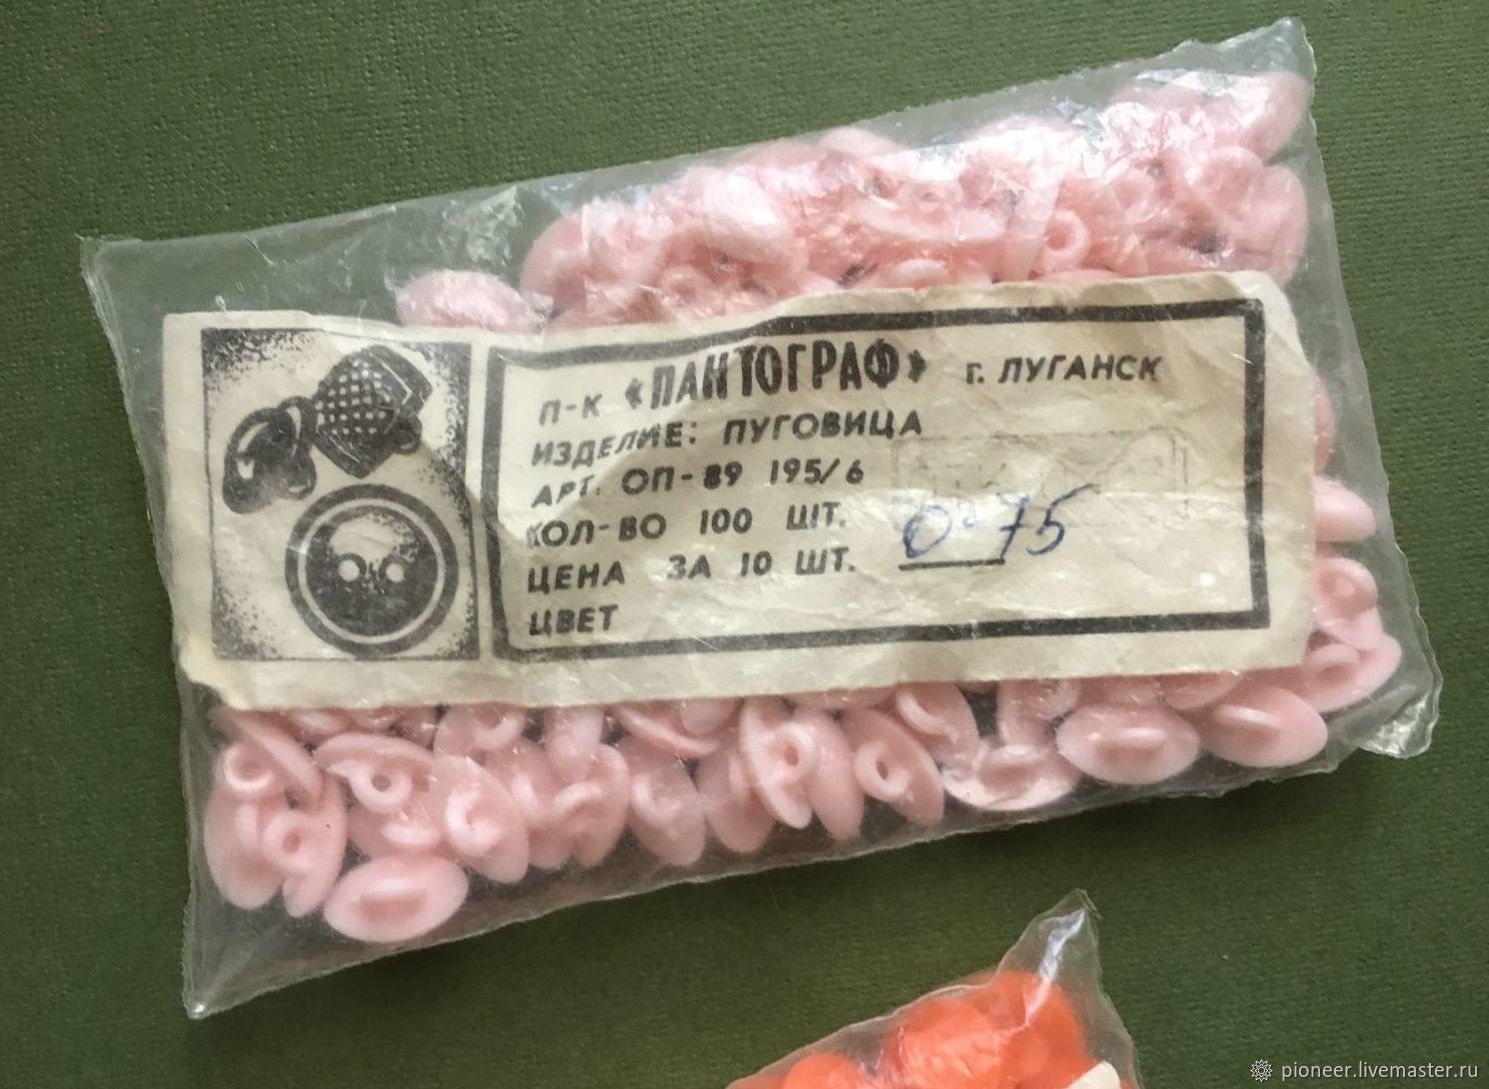 П-К «ПАНТОГРАФ» Г. ЛУГАНСК
ИЗДЕЛИЕ: ПУГОВИЦА
АРТ. ОП-89 195/6
КОЛ-ВО 100 ШТ.
ЦЕНА ЗА 10 ШТ. 0-75
ЦВЕТ
pioneer.livemaster.ru